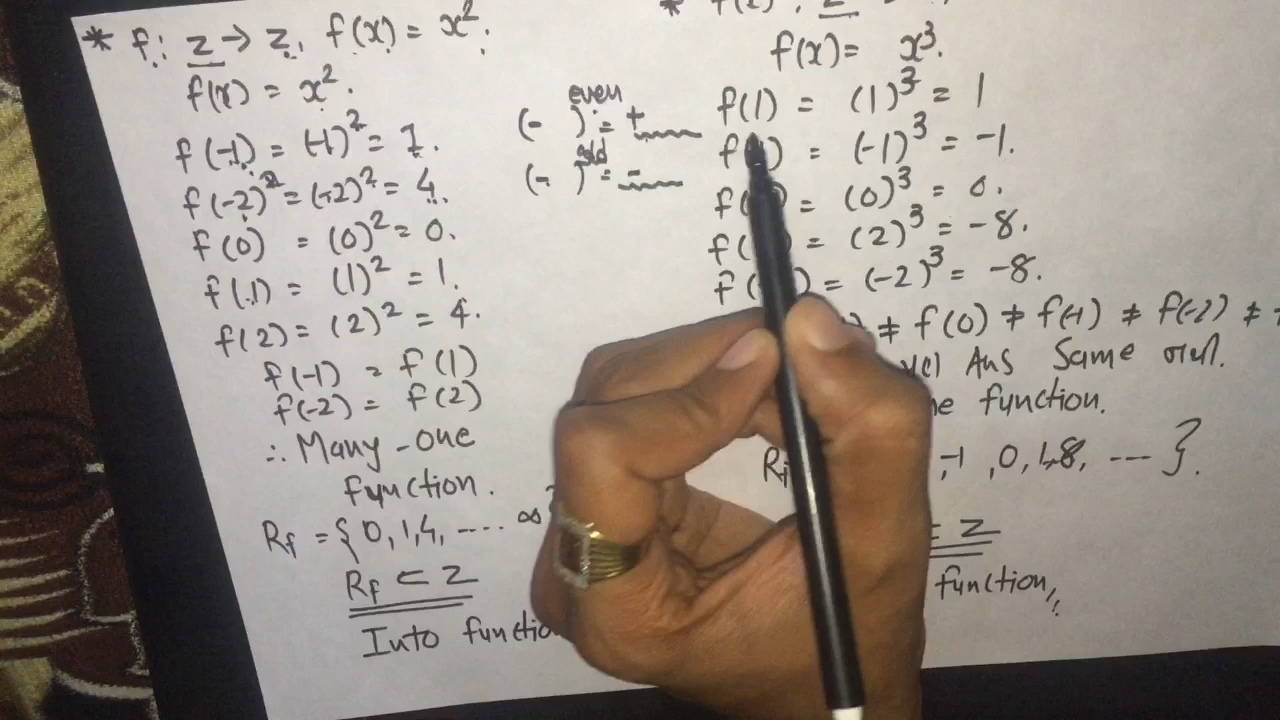 * f: Z → Z, f(x) = x².
f(x) = x².
f(-1) = (-1)² = 1.
f(-2)² = (-2)² = 4.
f(0) = (0)² = 0.
f(1) = (1)² = 1.
f(2) = (2)² = 4.
f(-1) = f(1)
f(-2) = f(2)
∴ Many-one
function.
Rf = {0, 1, 4, ---- ∞
Rf ⊂ Z
Into functio
even
(- ) = +
odd
(- ) = -
f(x) = x³.
f(1) = (1)³ = 1
f( ) = (-1)³ = -1.
f( ) = (0)³ = 0.
f( ) = (2)³ = -8.
f( ) = (-2)³ = -8.
≠ f(0) ≠ f(-1) ≠ f(-2) ≠
Ans Same
function.
, -1, 0, 1, 8, ---- }.
Z
function,